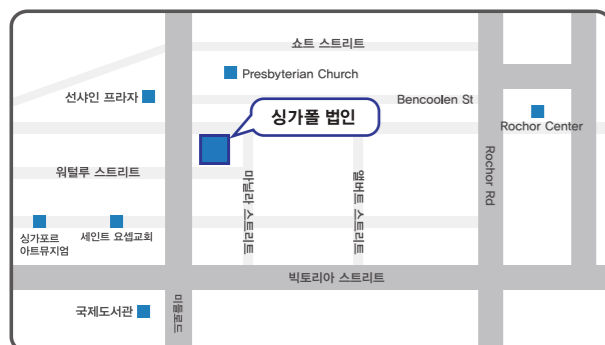 쇼트 스트리트
Presbyterian Church
선샤인 프라자
Bencoolen St
싱가폴 법인
Rochor Center
워털루 스트리트
마닐라 스트리트
앨버트 스트리트
Rochor Rd
싱가포르
아트뮤지엄
세인트 요셉교회
빅토리아 스트리트
국제도서관
미들로드